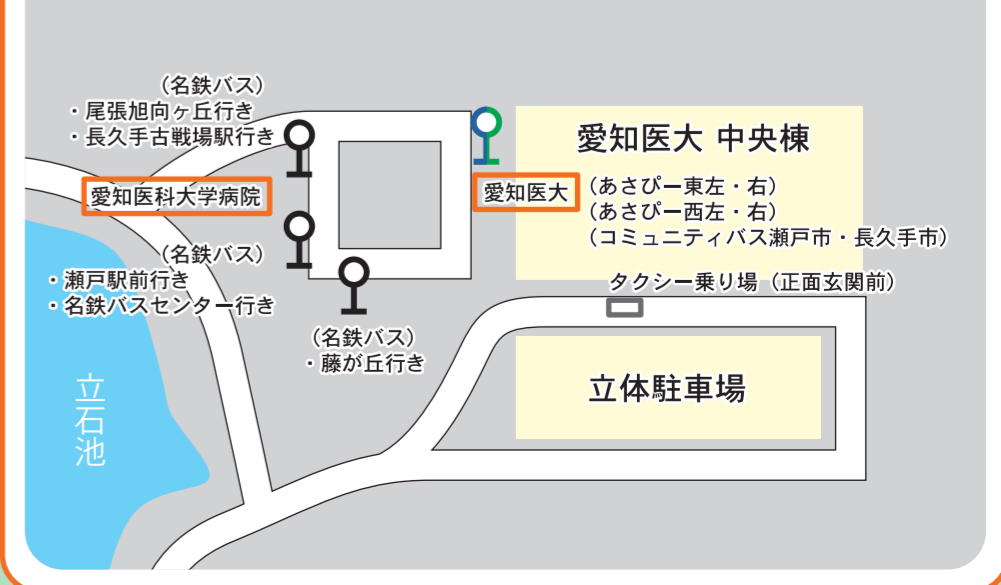 （名鉄バス）
・尾張旭向ヶ丘行き
・長久手古戦場駅行き
愛知医科大学病院
（名鉄バス）
・瀬戸駅前行き
・名鉄バスセンター行き
（名鉄バス）
・藤が丘行き
愛知医大 中央棟
愛知医大
（あさぴー東左・右）
（あさぴー西左・右）
（コミュニティバス瀬戸市・長久手市）
タクシー乗り場（正面玄関前）
立体駐車場
立石池